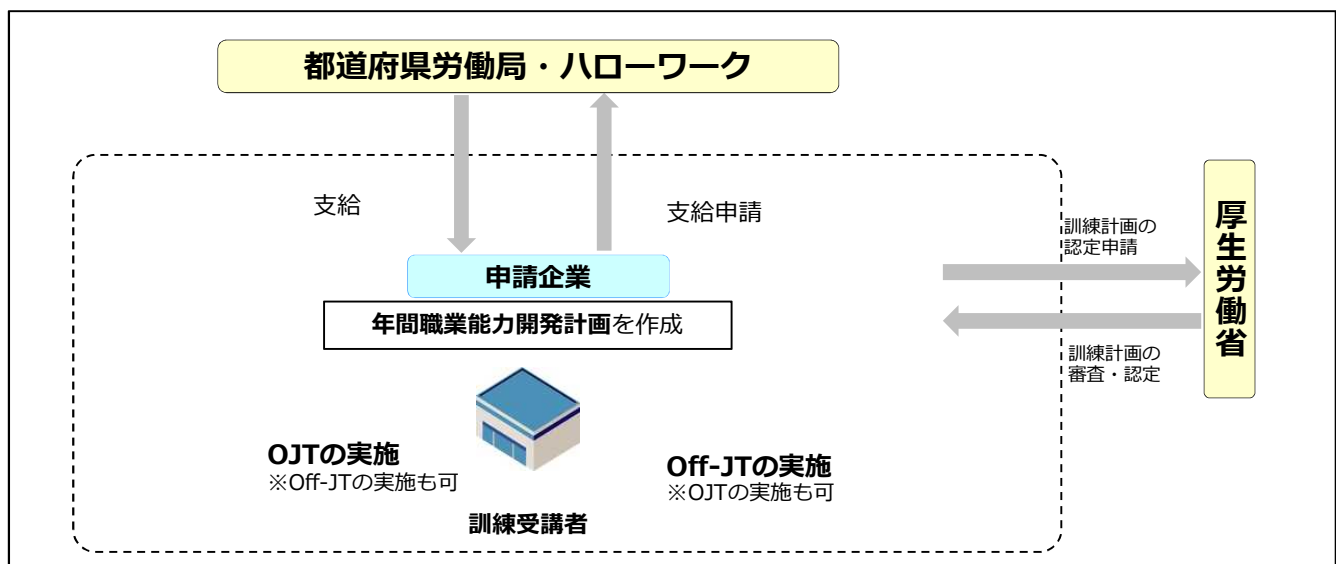 都道府県労働局・ハローワーク
支給
支給申請
申請企業
年間職業能力開発計画を作成
訓練計画の
認定申請
厚生労働省
訓練計画の
審査・認定
OJTの実施
※Off-JTの実施も可
Off-JTの実施
※OJTの実施も可
訓練受講者